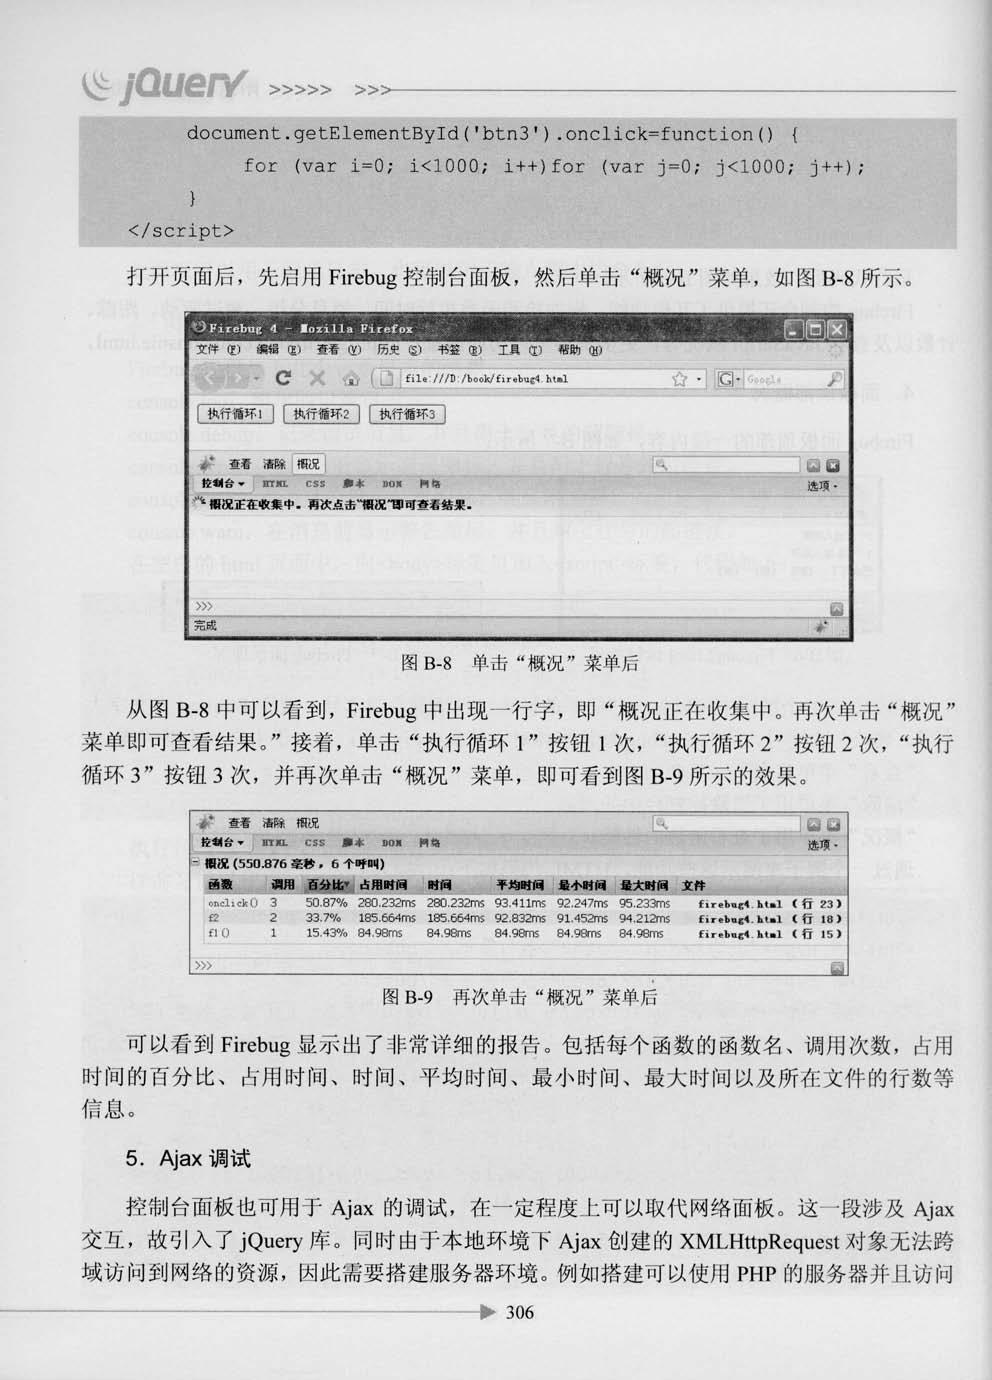 jQuery >>>>> >>>
document.getElementById('btn3').onclick=function() {
for (var i=0; i<1000; i++)for (var j=0; j<1000; j++);
}
</script>
打开页面后，先启用 Firebug 控制台面板，然后单击“概况”菜单，如图 B-8 所示。
Firebug 4 - Mozilla Firefox
文件(F) 编辑(E) 查看(V) 历史(S) 书签(B) 工具(T) 帮助(H)
file:///D:/book/firebug4.html G Google
执行循环1 执行循环2 执行循环3
查看 清除 概况
控制台 HTML CSS 脚本 DOM 网络 选项
概况正在收集中。再次点击“概况”即可查看结果。
>>>
完成
图 B-8 单击“概况”菜单后
从图 B-8 中可以看到，Firebug 中出现一行字，即“概况正在收集中。再次单击“概况”
菜单即可查看结果。”接着，单击“执行循环 1”按钮 1 次，“执行循环 2”按钮 2 次，“执行
循环 3”按钮 3 次，并再次单击“概况”菜单，即可看到图 B-9 所示的效果。
查看 清除 概况
控制台 HTML CSS 脚本 DOM 网络 选项
概况 (550.876 毫秒，6 个呼叫)
函数 调用 百分比 占用时间 时间 平均时间 最小时间 最大时间 文件
onclick() 3 50.87% 280.232ms 280.232ms 93.411ms 92.247ms 95.233ms firebug4.html (行 23)
f2 2 33.7% 185.664ms 185.664ms 92.832ms 91.452ms 94.212ms firebug4.html (行 18)
f1() 1 15.43% 84.98ms 84.98ms 84.98ms 84.98ms 84.98ms firebug4.html (行 15)
>>>
图 B-9 再次单击“概况”菜单后
可以看到 Firebug 显示出了非常详细的报告。包括每个函数的函数名、调用次数，占用
时间的百分比、占用时间、时间、平均时间、最小时间、最大时间以及所在文件的行数等
信息。
5．Ajax 调试
控制台面板也可用于 Ajax 的调试，在一定程度上可以取代网络面板。这一段涉及 Ajax
交互，故引入了 jQuery 库。同时由于本地环境下 Ajax 创建的 XMLHttpRequest 对象无法跨
域访问到网络的资源，因此需要搭建服务器环境。例如搭建可以使用 PHP 的服务器并且访问
306